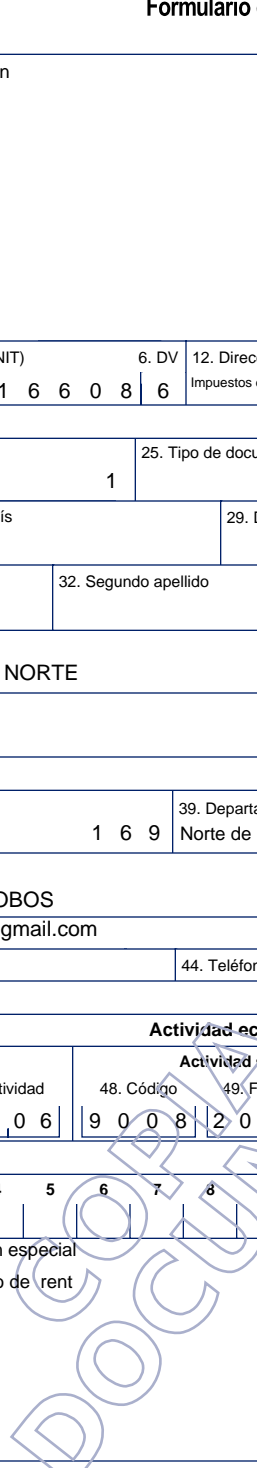 Formulario
n
NIT) 6. DV 12. Direc
1 6 6 0 8 6 Impuestos
25. Tipo de docu
1
ís 29. D
32. Segundo apellido
NORTE
39. Departa
1 6 9 Norte de
OBOS
gmail.com
44. Teléfon
Actividad ec
Actividad
tividad 48. Código 49. F
0 6 9 0 0 8 2 0
5 6 7 8
n especial
o de rent
COPIA
DOCUM